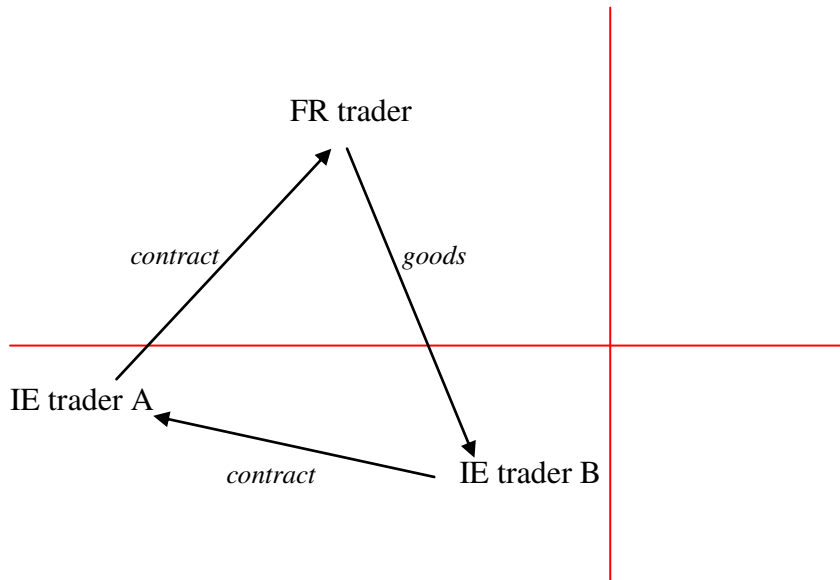 FR trader
contract
goods
IE trader A
IE trader B
contract